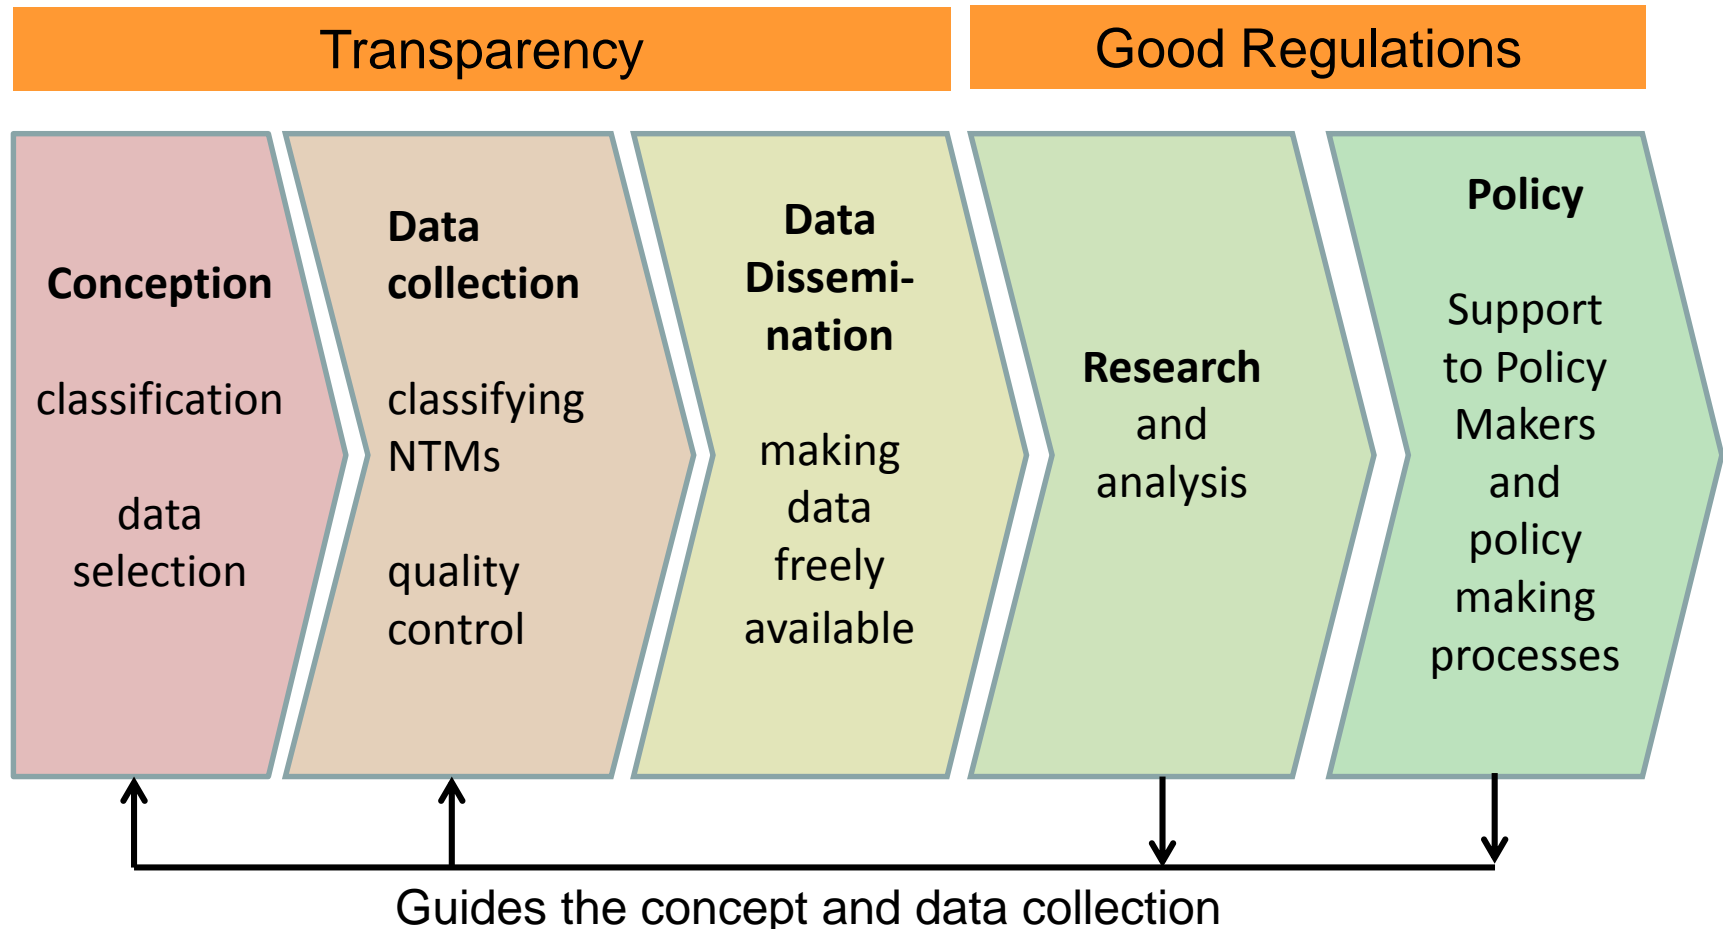 Transparency
Good Regulations
Conception
classification
data
selection
Data
collection
classifying
NTMs
quality
control
Data
Dissemi-
nation
making
data
freely
available
Research
and
analysis
Policy
Support
to Policy
Makers
and
policy
making
processes
Guides the concept and data collection